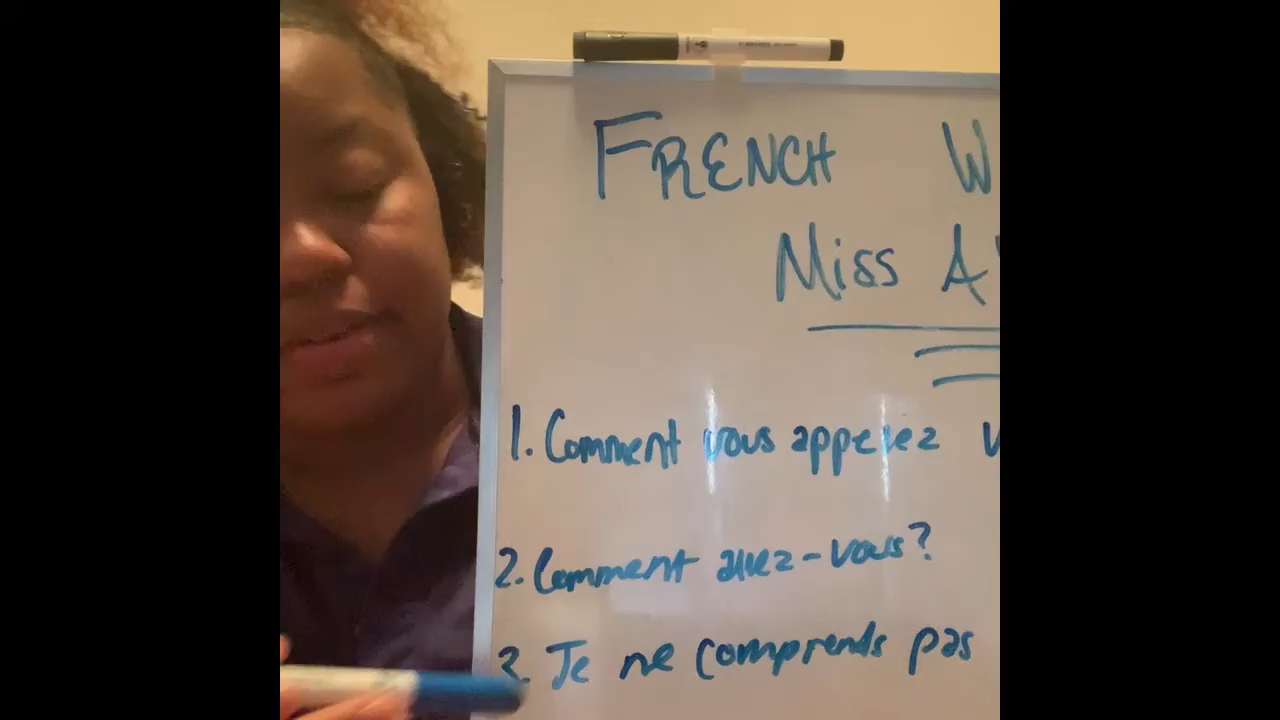 FRENCH W
Miss A
1. Comment vous appelez v
2. Comment allez-vous?
3. Je ne comprends pas